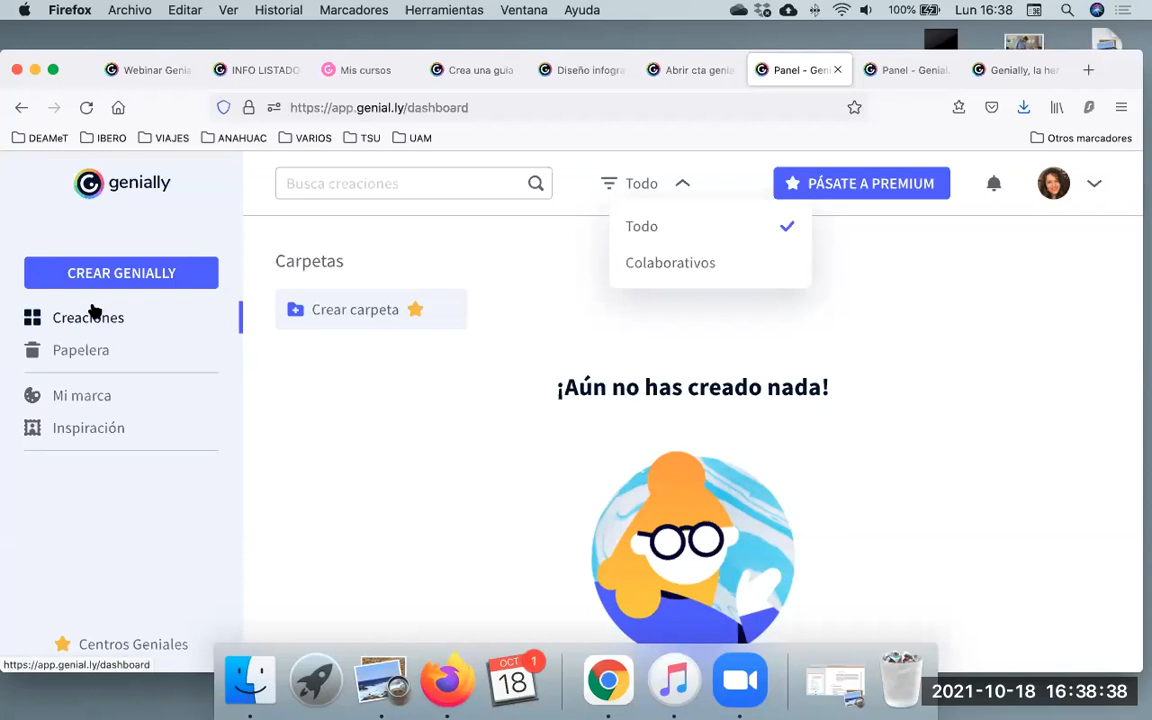 Firefox Archivo Editar Ver Historial Marcadores Herramientas Ventana Ayuda 100% Lun 16:38
Webinar Genia INFO LISTADO Mis cursos Crea una guía Diseño infogra Abrir cta genia Panel - Geni Panel - Genial. Genially, la her
https://app.genial.ly/dashboard
DEAMeT IBERO VIAJES ANAHUAC VARIOS TSU UAM Otros marcadores
genially
Busca creaciones
Todo
PÁSATE A PREMIUM
Todo
Colaborativos
CREAR GENIALLY
Creaciones
Papelera
Mi marca
Inspiración
Carpetas
Crear carpeta
¡Aún no has creado nada!
Centros Geniales
https://app.genial.ly/dashboard
OCT 1
18
2021-10-18 16:38:38